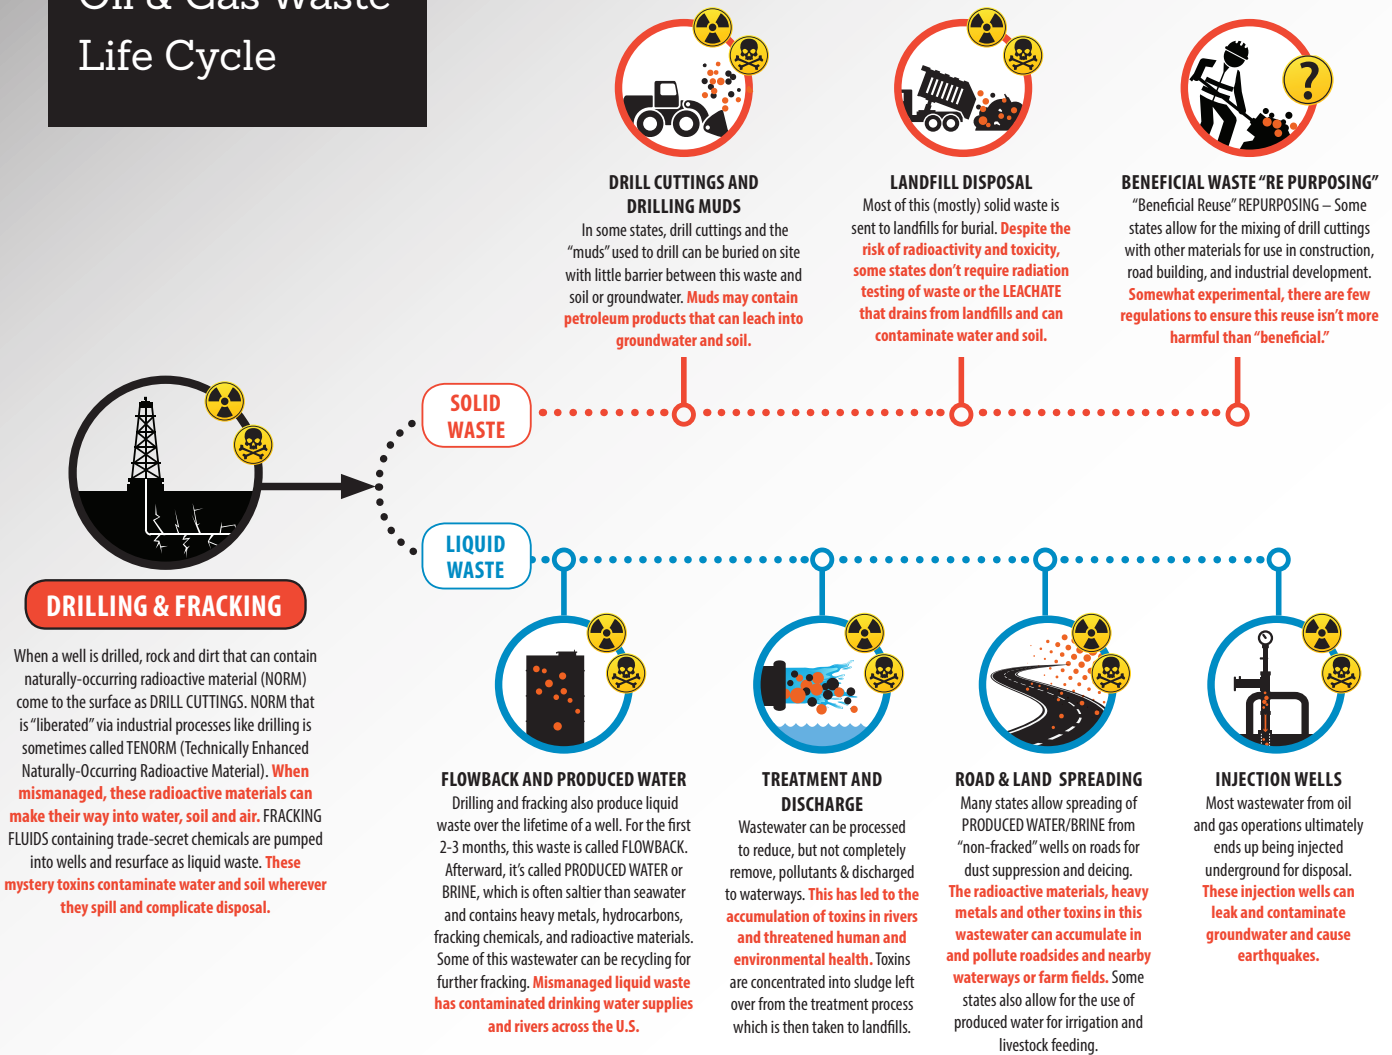 Oil & Gas Waste
Life Cycle
DRILLING & FRACKING
When a well is drilled, rock and dirt that can contain
naturally-occurring radioactive material (NORM)
come to the surface as DRILL CUTTINGS. NORM that
is “liberated” via industrial processes like drilling is
sometimes called TENORM (Technically Enhanced
Naturally-Occurring Radioactive Material). When
mismanaged, these radioactive materials can
make their way into water, soil and air. FRACKING
FLUIDS containing trade-secret chemicals are pumped
into wells and resurface as liquid waste. These
mystery toxins contaminate water and soil wherever
they spill and complicate disposal.
SOLID
WASTE
DRILL CUTTINGS AND
DRILLING MUDS
In some states, drill cuttings and the
“muds” used to drill can be buried on site
with little barrier between this waste and
soil or groundwater. Muds may contain
petroleum products that can leach into
groundwater and soil.
LANDFILL DISPOSAL
Most of this (mostly) solid waste is
sent to landfills for burial. Despite the
risk of radioactivity and toxicity,
some states don’t require radiation
testing of waste or the LEACHATE
that drains from landfills and can
contaminate water and soil.
?
BENEFICIAL WASTE “RE PURPOSING”
“Beneficial Reuse” REPURPOSING – Some
states allow for the mixing of drill cuttings
with other materials for use in construction,
road building, and industrial development.
Somewhat experimental, there are few
regulations to ensure this reuse isn’t more
harmful than “beneficial.”
LIQUID
WASTE
FLOWBACK AND PRODUCED WATER
Drilling and fracking also produce liquid
waste over the lifetime of a well. For the first
2-3 months, this waste is called FLOWBACK.
Afterward, it’s called PRODUCED WATER or
BRINE, which is often saltier than seawater
and contains heavy metals, hydrocarbons,
fracking chemicals, and radioactive materials.
Some of this wastewater can be recycling for
further fracking. Mismanaged liquid waste
has contaminated drinking water supplies
and rivers across the U.S.
TREATMENT AND
DISCHARGE
Wastewater can be processed
to reduce, but not completely
remove, pollutants & discharged
to waterways. This has led to the
accumulation of toxins in rivers
and threatened human and
environmental health. Toxins
are concentrated into sludge left
over from the treatment process
which is then taken to landfills.
ROAD & LAND SPREADING
Many states allow spreading of
PRODUCED WATER/BRINE from
“non-fracked” wells on roads for
dust suppression and deicing.
The radioactive materials, heavy
metals and other toxins in this
wastewater can accumulate in
and pollute roadsides and nearby
waterways or farm fields. Some
states also allow for the use of
produced water for irrigation and
livestock feeding.
INJECTION WELLS
Most wastewater from oil
and gas operations ultimately
ends up being injected
underground for disposal.
These injection wells can
leak and contaminate
groundwater and cause
earthquakes.